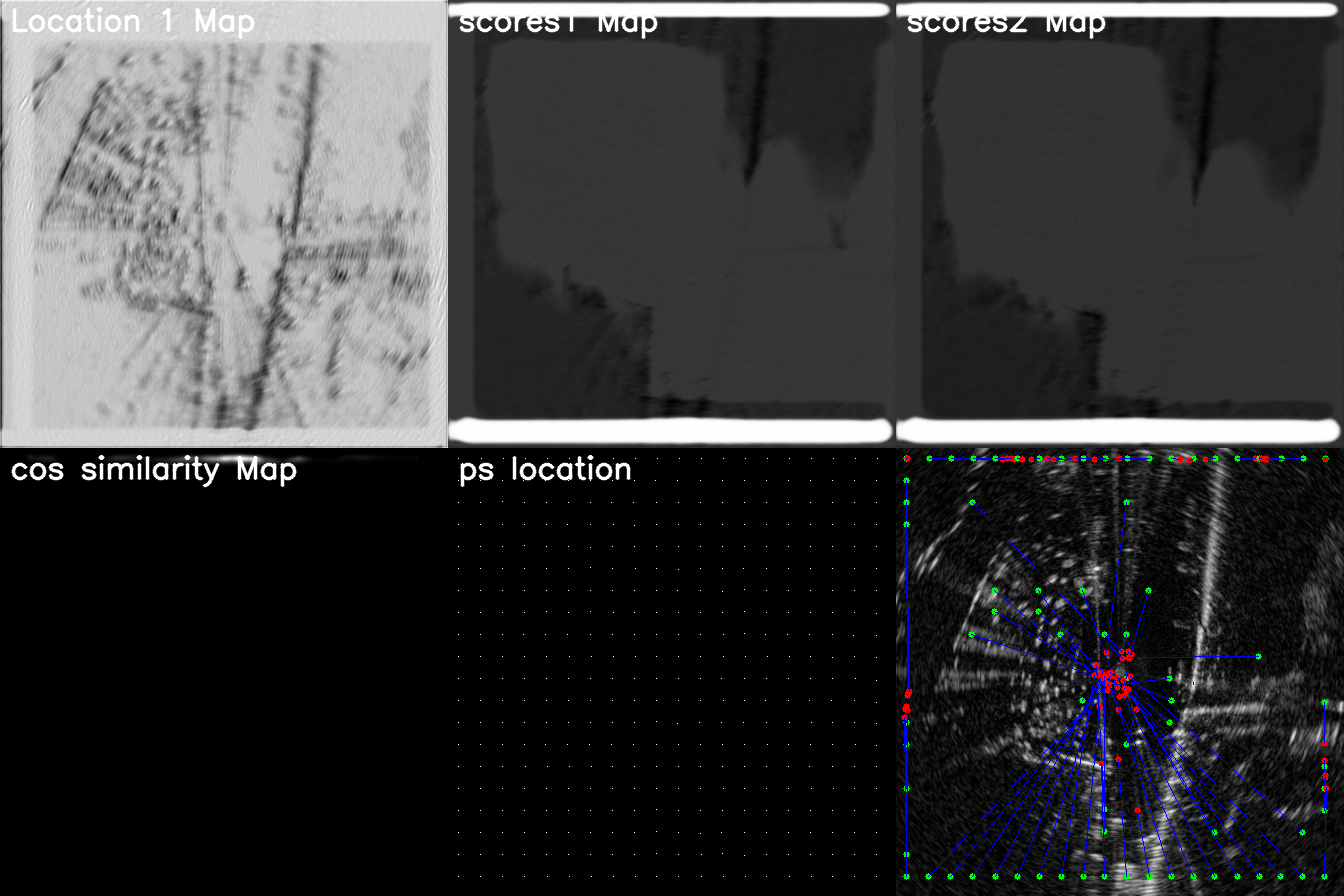 Location 1 Map
scores1 Map
scores2 Map
cos similarity Map
ps location